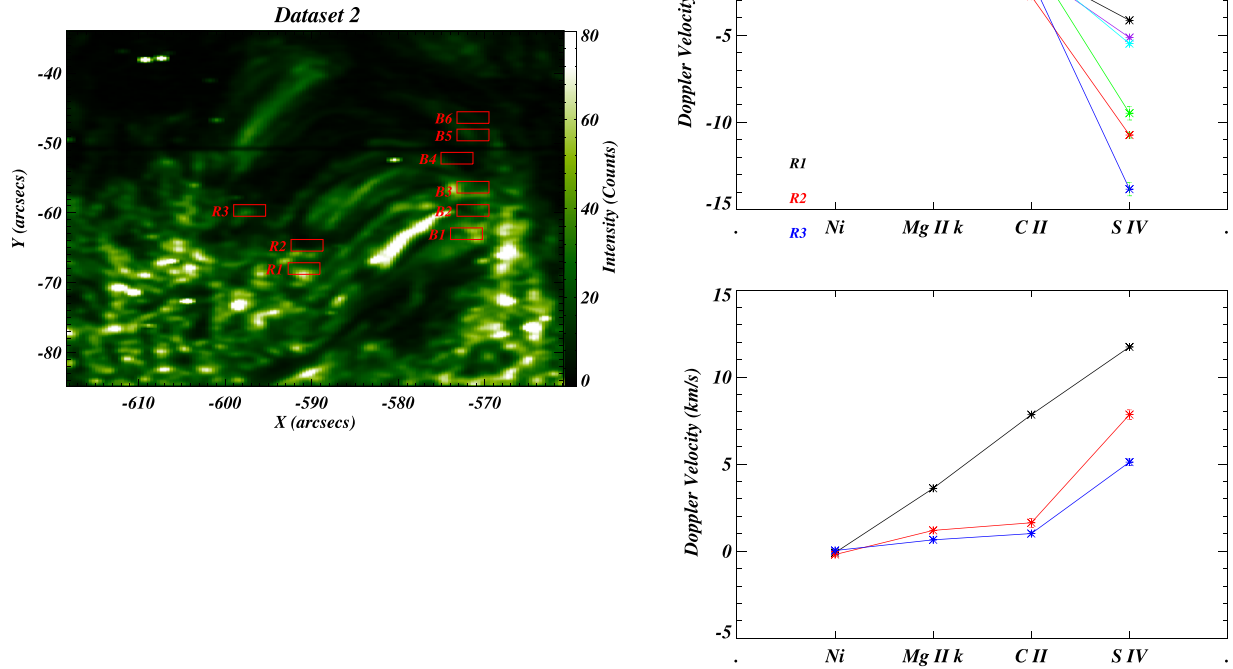 Dataset 2
-40
-50
-60
-70
-80
Y (arcsecs)
B6
B5
B4
B3
B2
B1
R3
R2
R1
-610 -600 -590 -580 -570
X (arcsecs)
80
60
40
20
0
Intensity (Counts)
Doppler Velocity
-5
-10
-15
R1
R2
R3
. Ni Mg II k C II S IV .
15
10
5
0
-5
Doppler Velocity (km/s)
. Ni Mg II k C II S IV .